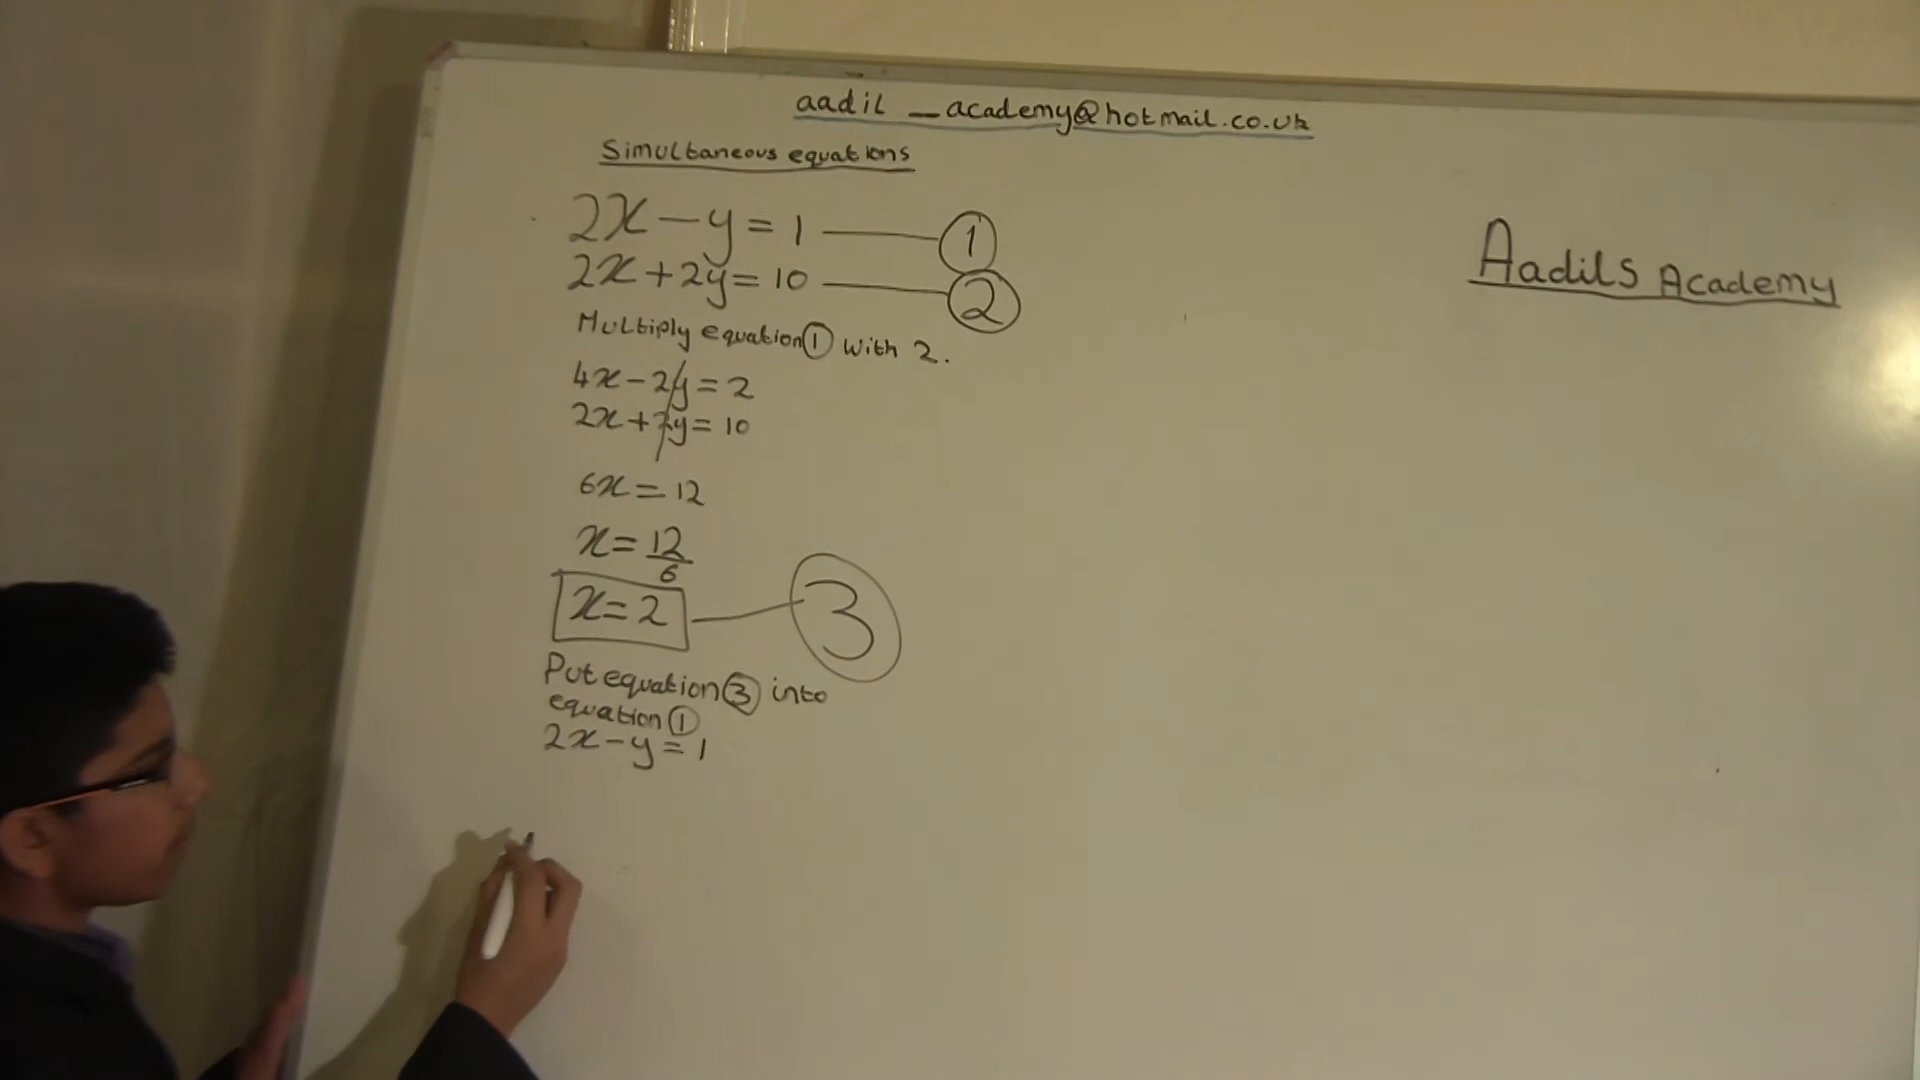 aadil _ academy@hotmail.co.uk
Simultaneous equations
2x - y = 1 — 1
2x + 2y = 10 — 2
Multiply equation 1 with 2.
4x - 2y = 2
2x + 2y = 10
6x = 12
x = 12/6
x = 2 — 3
Put equation 3 into
equation 1
2x - y = 1
Aadils Academy